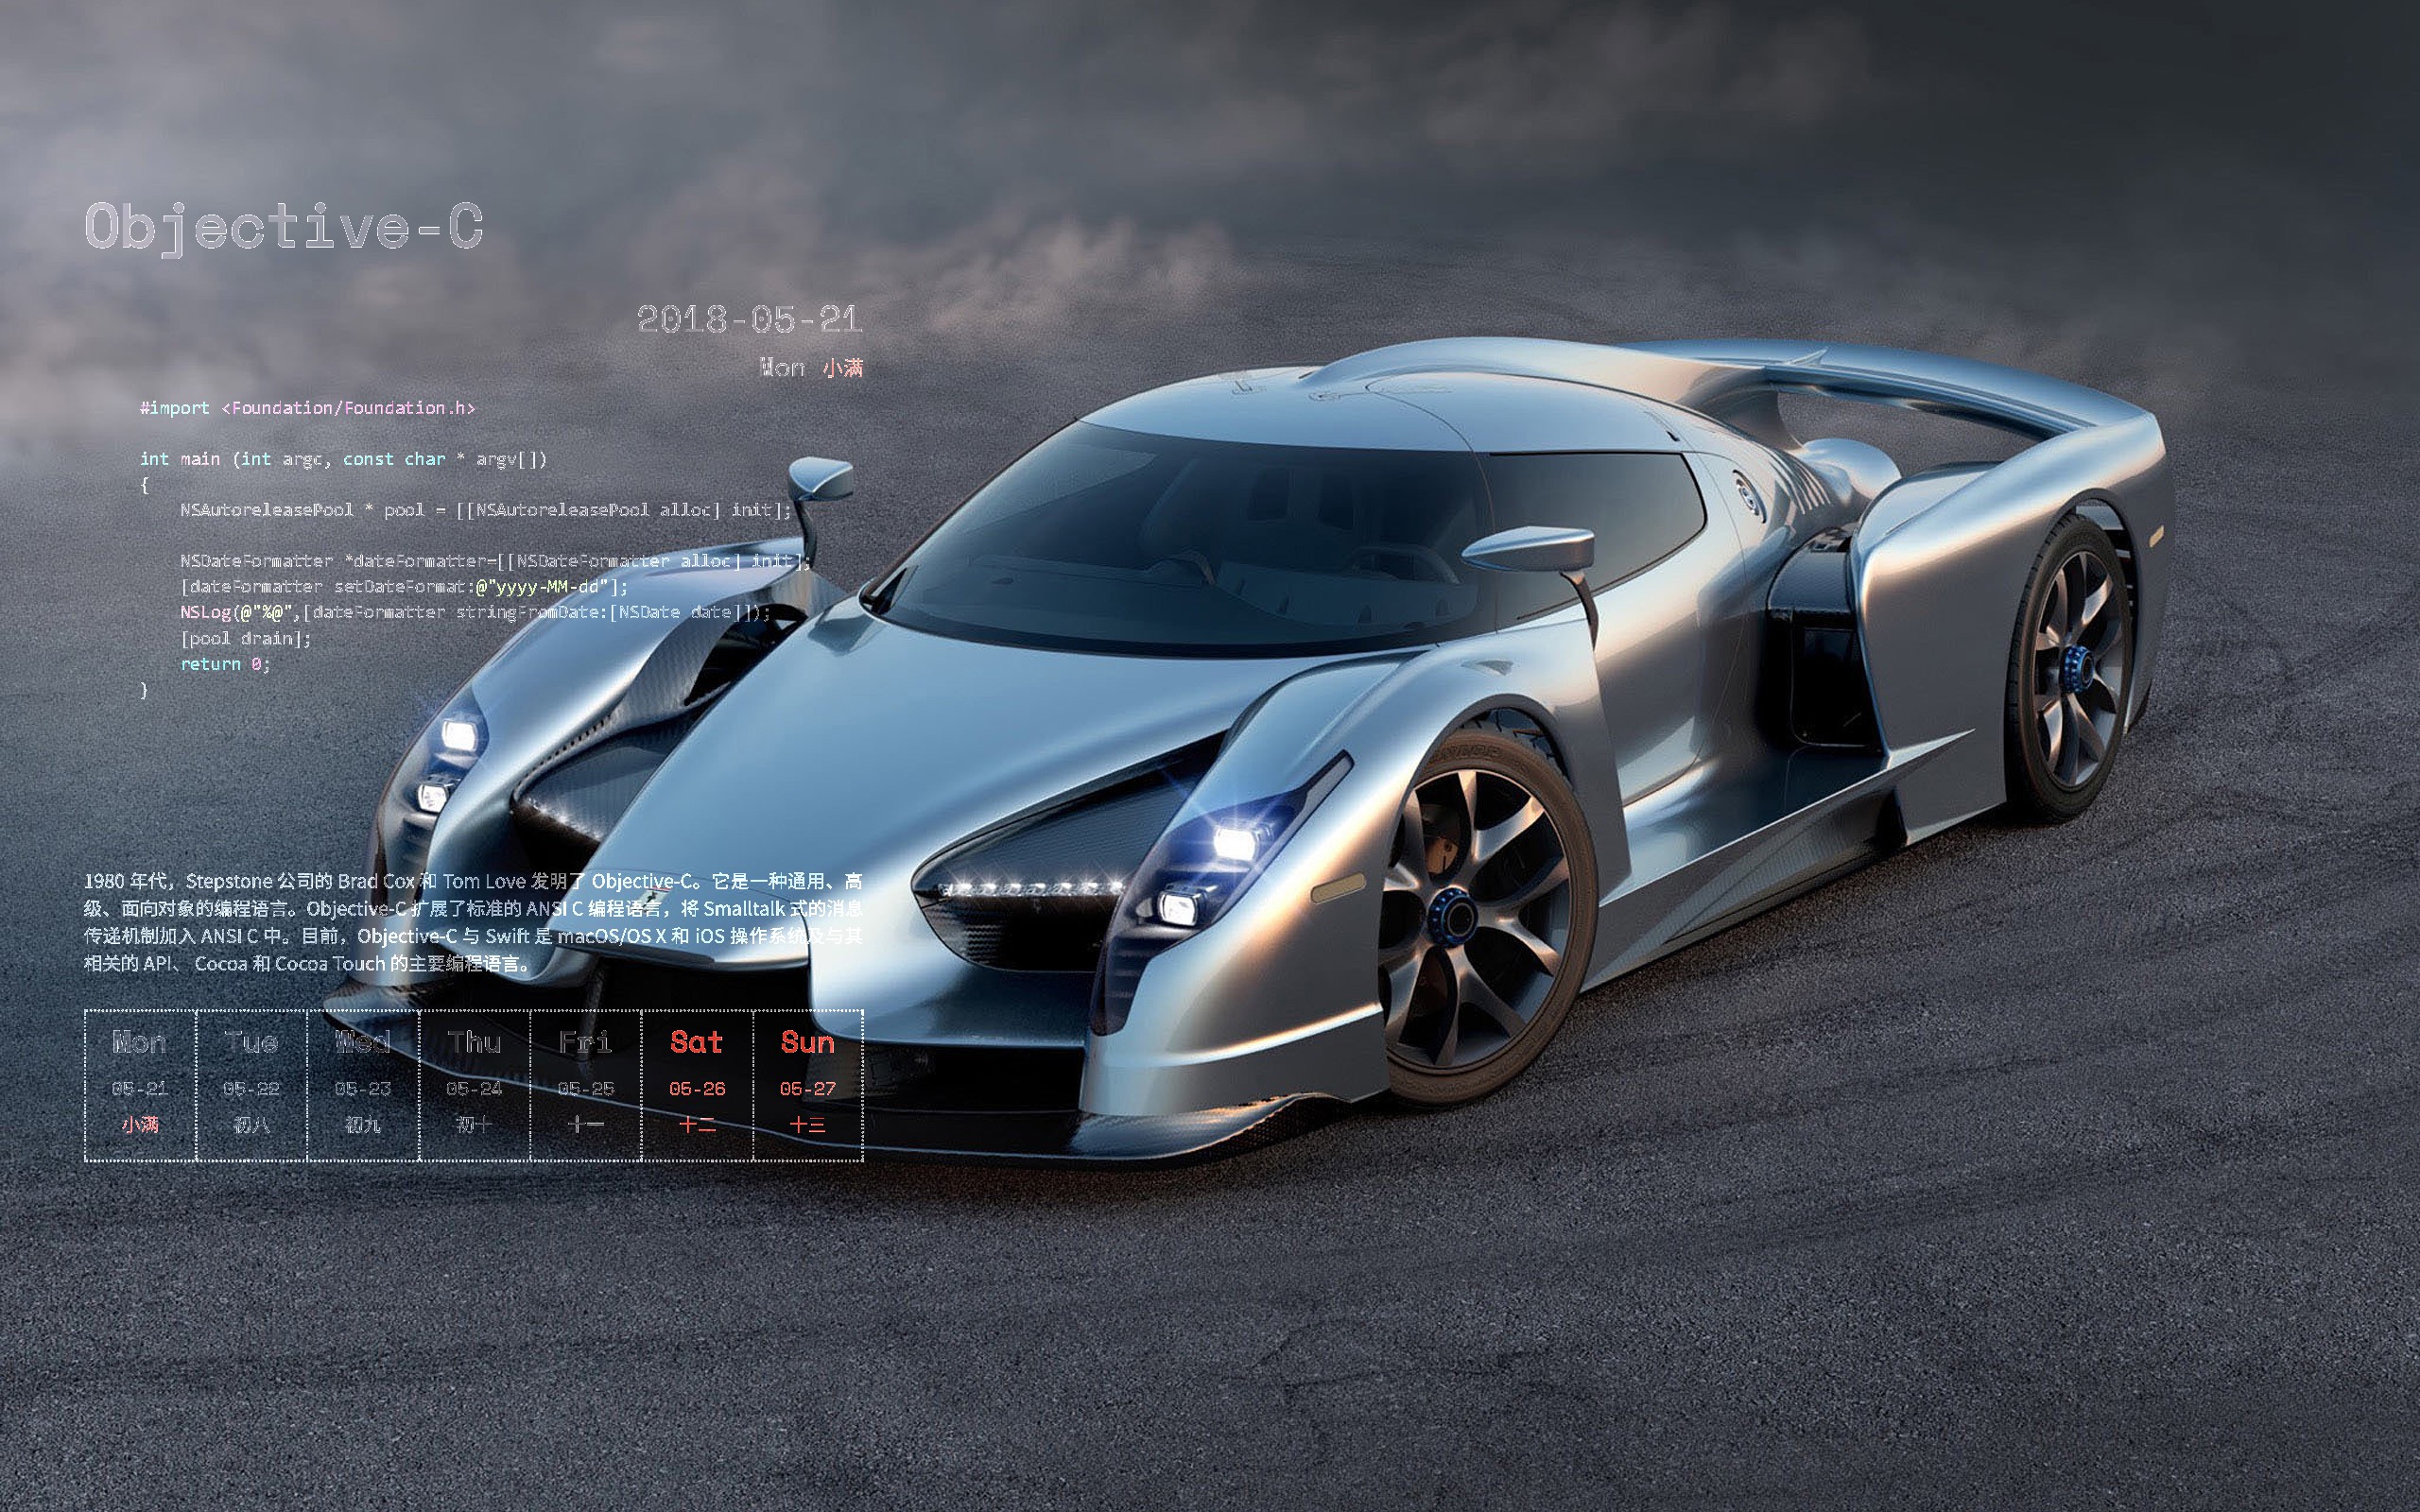 Objective-C
2018-05-21
Mon 小满
#import <Foundation/Foundation.h>
int main (int argc, const char * argv[])
{
NSAutoreleasePool * pool = [[NSAutoreleasePool alloc] init];
NSDateFormatter *dateFormatter=[[NSDateFormatter alloc] init];
[dateFormatter setDateFormat:@"yyyy-MM-dd"];
NSLog(@"%@",[dateFormatter stringFromDate:[NSDate date]]);
[pool drain];
return 0;
}
1980 年代，Stepstone 公司的 Brad Cox 和 Tom Love 发明了 Objective-C。它是一种通用、高
级、面向对象的编程语言。Objective-C 扩展了标准的 ANSI C 编程语言，将 Smalltalk 式的消息
传递机制加入 ANSI C 中。目前，Objective-C 与 Swift 是 macOS/OS X 和 iOS 操作系统及与其
相关的 API、 Cocoa 和 Cocoa Touch 的主要编程语言。
Mon Tue Wed Thu Fri Sat Sun
05-21 05-22 05-23 05-24 05-25 05-26 05-27
小满 初八 初九 初十 十一 十二 十三